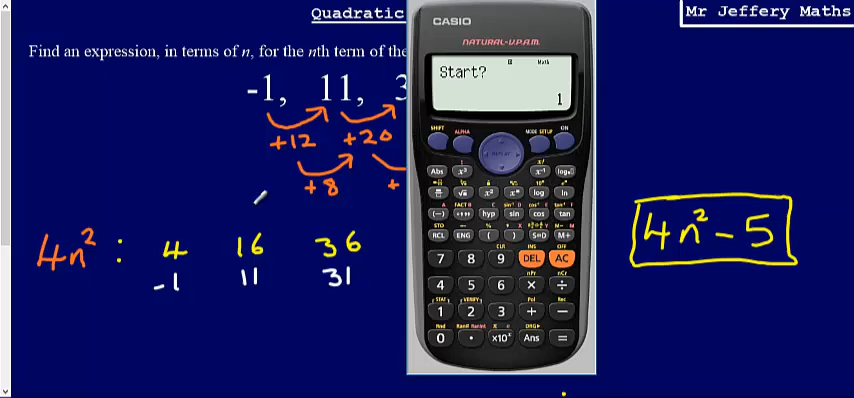 Quadratic
Mr Jeffery Maths
Find an expression, in terms of n, for the nth term of the
-1, 11, 3
+12 +20
+8 +
4n² : 4 16 36
-1 11 31
4n² - 5
CASIO
NATURAL-V.P.A.M.
Math
Start?
1
SHIFT ALPHA REPLAY MODE SETUP ON
Abs x³ x⁻¹ log
x² log ln
(−) hyp sin cos tan
RCL ENG ( ) S⇔D M+
7 8 9 DEL AC
4 5 6 × ÷
1 2 3 + −
0 . ×10ˣ Ans =